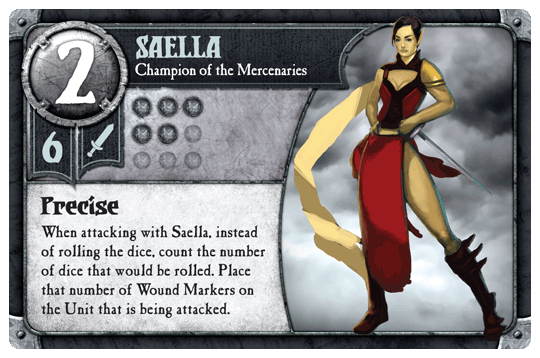 2
SAELLA
Champion of the Mercenaries
6
Precise
When attacking with Saella, instead
of rolling the dice, count the number
of dice that would be rolled. Place
that number of Wound Markers on
the Unit that is being attacked.